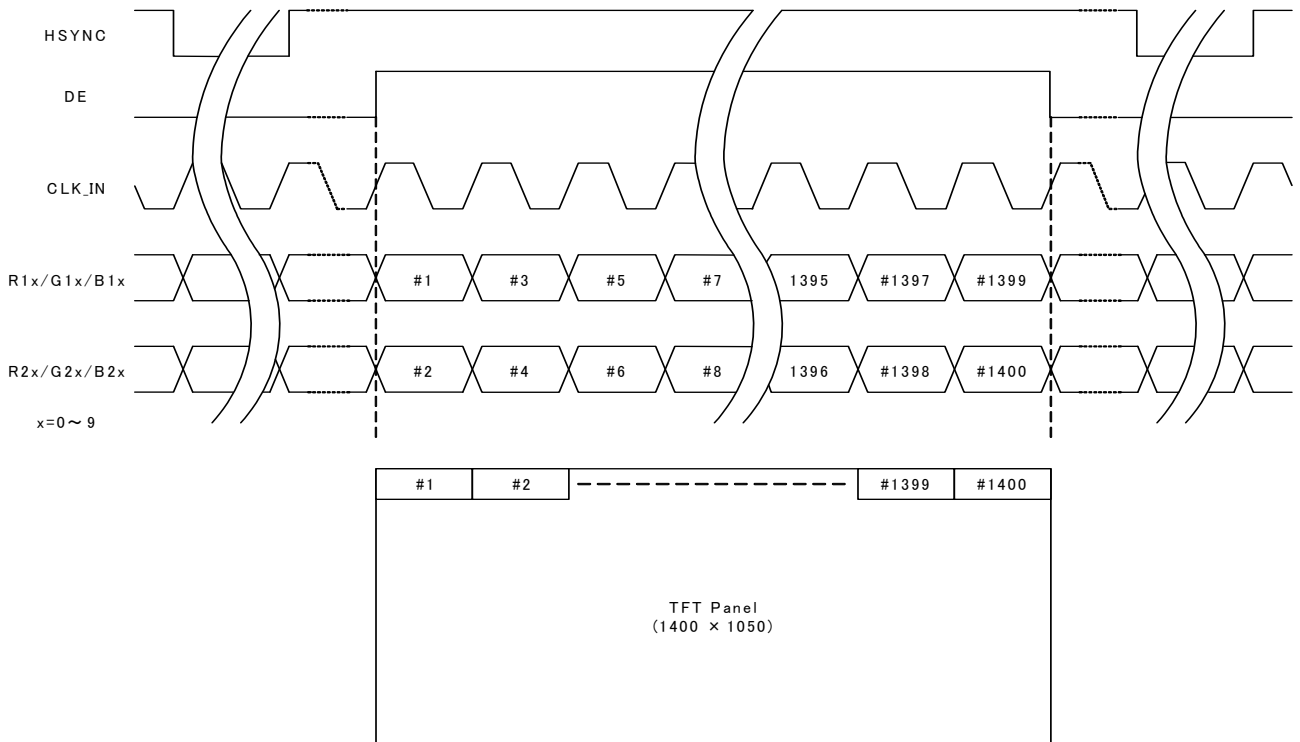 HSYNC
DE
CLK_IN
R1x/G1x/B1x #1 #3 #5 #7 1395 #1397 #1399
R2x/G2x/B2x #2 #4 #6 #8 1396 #1398 #1400
x=0～9
#1 #2 #1399 #1400
TFT Panel
(1400 × 1050)